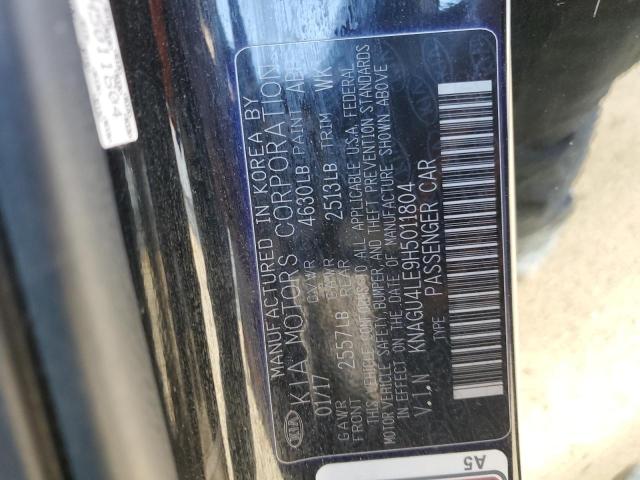 MANUFACTURED IN KOREA BY
KIA KIA MOTORS CORPORATION
01/17 GVWR 4630LB PAINT
GAWR 2557LB GAWR 2513LB TRIM WK
FRONT REAR
THIS VEHICLE CONFORMS TO ALL APPLICABLE U.S.A. FEDERAL
MOTOR VEHICLE SAFETY, BUMPER, AND THEFT PREVENTION STANDARDS
IN EFFECT ON THE DATE OF MANUFACTURE SHOWN ABOVE
V.I.N KNAGU4LE9H5011804
TYPE: PASSENGER CAR
A5
5011804